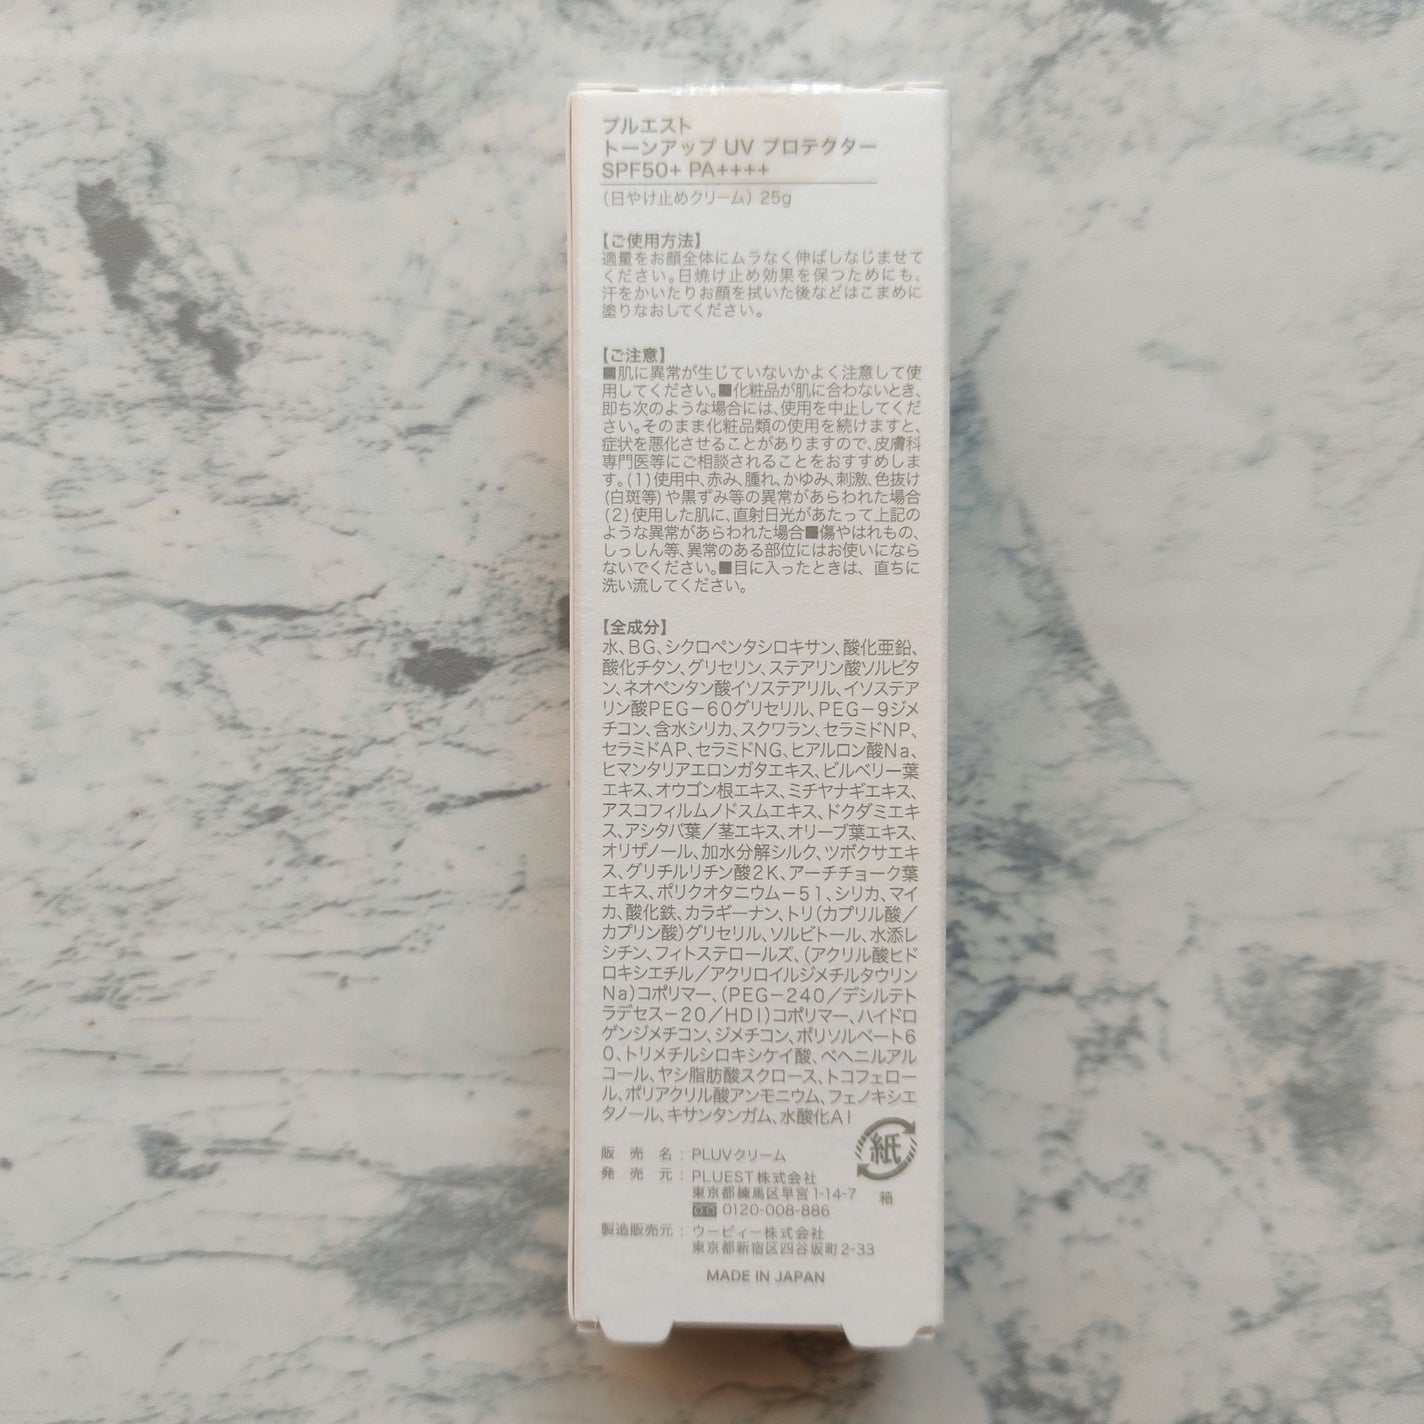 プルエスト
トーンアップ UV プロテクター
SPF50+ PA++++
(日やけ止めクリーム) 25g
【ご使用方法】
適量をお顔全体にムラなく伸ばしなじませて
ください。日焼け止め効果を保つためにも、
汗をかいたりお顔を拭いた後などはこまめに
塗りなおしてください。
【ご注意】
■肌に異常が生じていないかよく注意して使
用してください。■化粧品が肌に合わないとき、
即ち次のような場合には、使用を中止してくだ
さい。そのまま化粧品類の使用を続けますと、
症状を悪化させることがありますので、皮膚科
専門医等にご相談されることをおすすめしま
す。(1)使用中、赤み、腫れ、かゆみ、刺激、色抜け
(白斑等)や黒ずみ等の異常があらわれた場合
(2)使用した肌に、直射日光があたって上記の
ような異常があらわれた場合■傷やはれもの、
しっしん等、異常のある部位にはお使いになら
ないでください。■目に入ったときは、直ちに
洗い流してください。
【全成分】
水、BG、シクロペンタシロキサン、酸化亜鉛、
酸化チタン、グリセリン、ステアリン酸ソルビタ
ン、ネオペンタン酸イソステアリル、イソステア
リン酸PEG－60グリセリル、PEG－9ジメ
チコン、含水シリカ、スクワラン、セラミドNP、
セラミドAP、セラミドNG、ヒアルロン酸Na、
ヒマンタリアエロンガタエキス、ビルベリー葉
エキス、オウゴン根エキス、ミチヤナギエキス、
アスコフィルムノドスムエキス、ドクダミエキ
ス、アシタバ葉／茎エキス、オリーブ葉エキス、
オリザノール、加水分解シルク、ツボクサエキ
ス、グリチルリチン酸2K、アーチチョーク葉
エキス、ポリクオタニウム－51、シリカ、マイ
カ、酸化鉄、カラギーナン、トリ(カプリル酸／
カプリン酸)グリセリル、ソルビトール、水添レ
シチン、フィトステロールズ、(アクリル酸ヒド
ロキシエチル／アクリロイルジメチルタウリン
Na)コポリマー、(PEG－240／デシルテト
ラデセス－20／HDI)コポリマー、ハイドロ
ゲンジメチコン、ジメチコン、ポリソルベート6
0、トリメチルシロキシケイ酸、ベヘニルアル
コール、ヤシ脂肪酸スクロース、トコフェロー
ル、ポリアクリル酸アンモニウム、フェノキシエ
タノール、キサンタンガム、水酸化Al
紙
箱
販売名：PLUVクリーム
発売元：PLUEST株式会社
東京都練馬区早宮1-14-7
0120-008-886
製造販売元：ウービィー株式会社
東京都新宿区四谷坂町2-33
MADE IN JAPAN